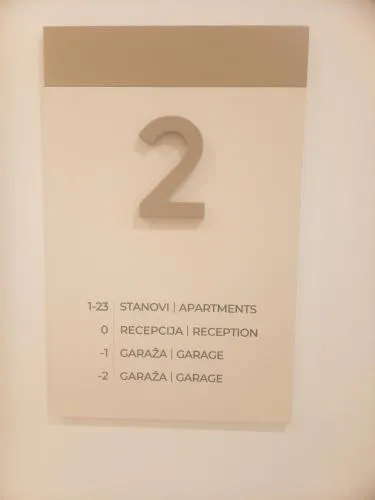 2
1-23 STANOVI | APARTMENTS
0 RECEPCIJA | RECEPTION
-1 GARAŽA | GARAGE
-2 GARAŽA | GARAGE